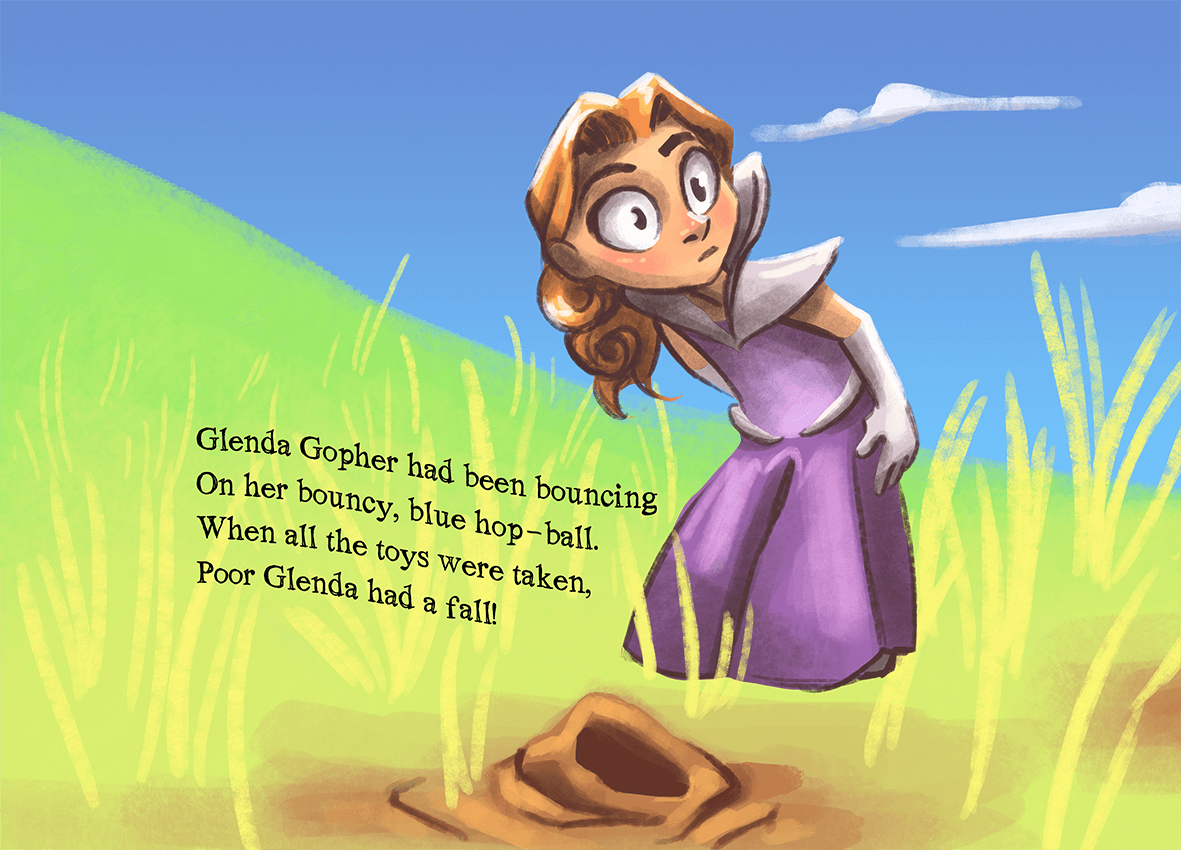 Glenda Gopher had been bouncing
On her bouncy, blue hop-ball.
When all the toys were taken,
Poor Glenda had a fall!